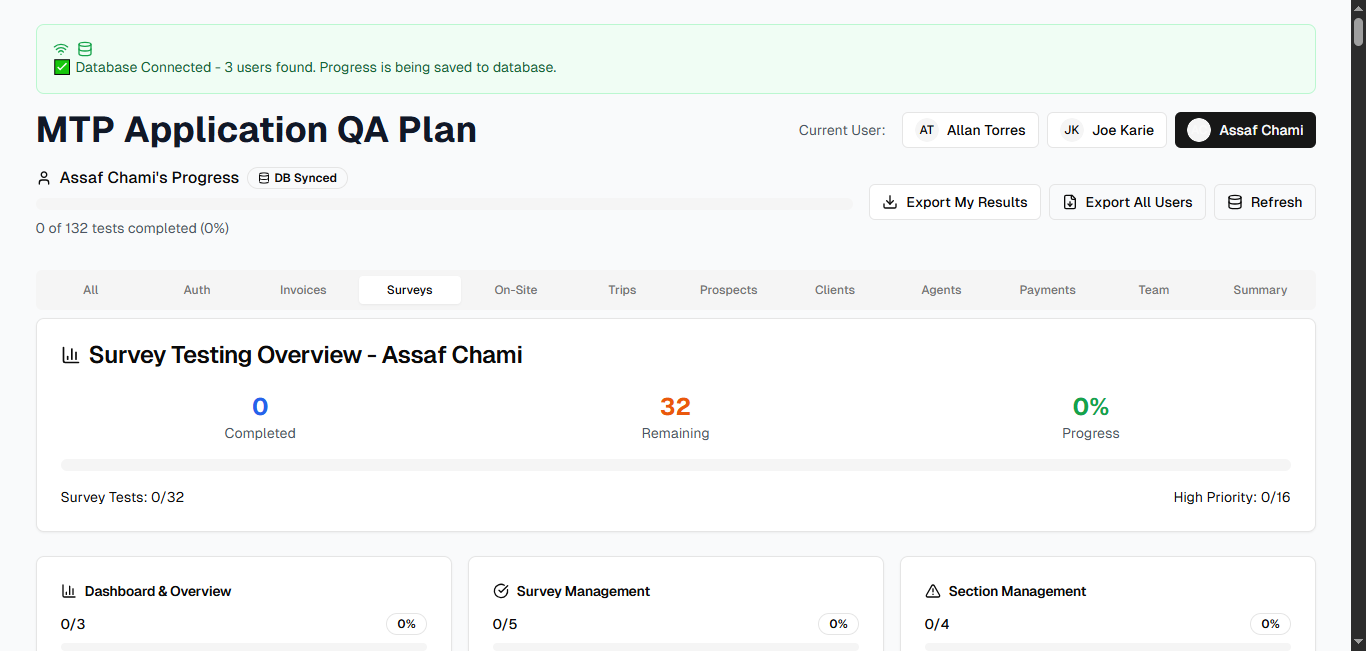 ✅ Database Connected - 3 users found. Progress is being saved to database.
MTP Application QA Plan
Current User:
AT Allan Torres
JK Joe Karie
Assaf Chami
Assaf Chami's Progress
DB Synced
0 of 132 tests completed (0%)
Export My Results
Export All Users
Refresh
All
Auth
Invoices
Surveys
On-Site
Trips
Prospects
Clients
Agents
Payments
Team
Summary
Survey Testing Overview - Assaf Chami
0
Completed
32
Remaining
0%
Progress
Survey Tests: 0/32
High Priority: 0/16
Dashboard & Overview
0/3
0%
Survey Management
0/5
0%
Section Management
0/4
0%